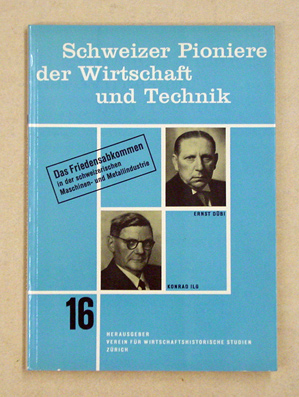 Schweizer Pioniere
der Wirtschaft
und Technik
Das Friedensabkommen
in der schweizerischen
Maschinen- und Metallindustrie
ERNST DÜBI
KONRAD ILG
16
HERAUSGEBER
VEREIN FÜR WIRTSCHAFTSHISTORISCHE STUDIEN
ZÜRICH